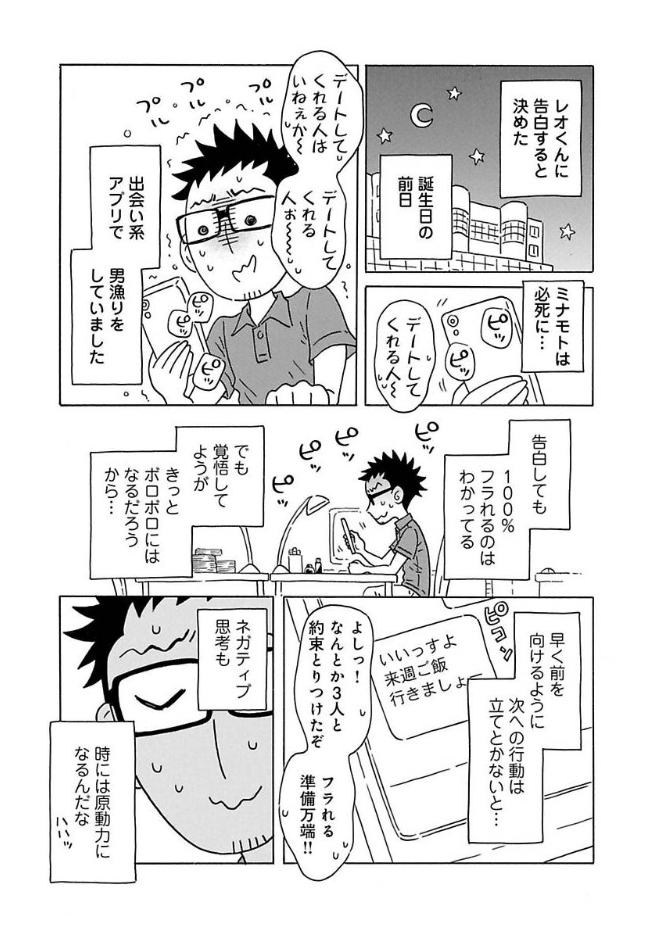 レオくんに
告白すると
決めた
誕生日の
前日
ミナモトは
必死に…
ピッ
ピッ
デートして
くれる人〜
デートして
くれる人は
いねぇか〜
デートして
くれる
人ぉ〜〜
プル
プル
プル
ピッ
ピッ
ピッ
出会い系
アプリで
男漁りを
していました
告白しても
100%
フラれるのは
わかってる
ピッ
ピッ
ピッ
でも
覚悟して
ようが
きっと
ボロボロには
なるだろう
から…
早く前を
向けるように
次への行動は
立てとかないと…
ピコン
いいっすよ
来週ご飯
行きましょー
よしっ!
なんとか3人と
約束とりつけたぞ
フラれる
準備万端!!
ネガティブ
思考も
時には原動力に
なるんだな
ハハッ